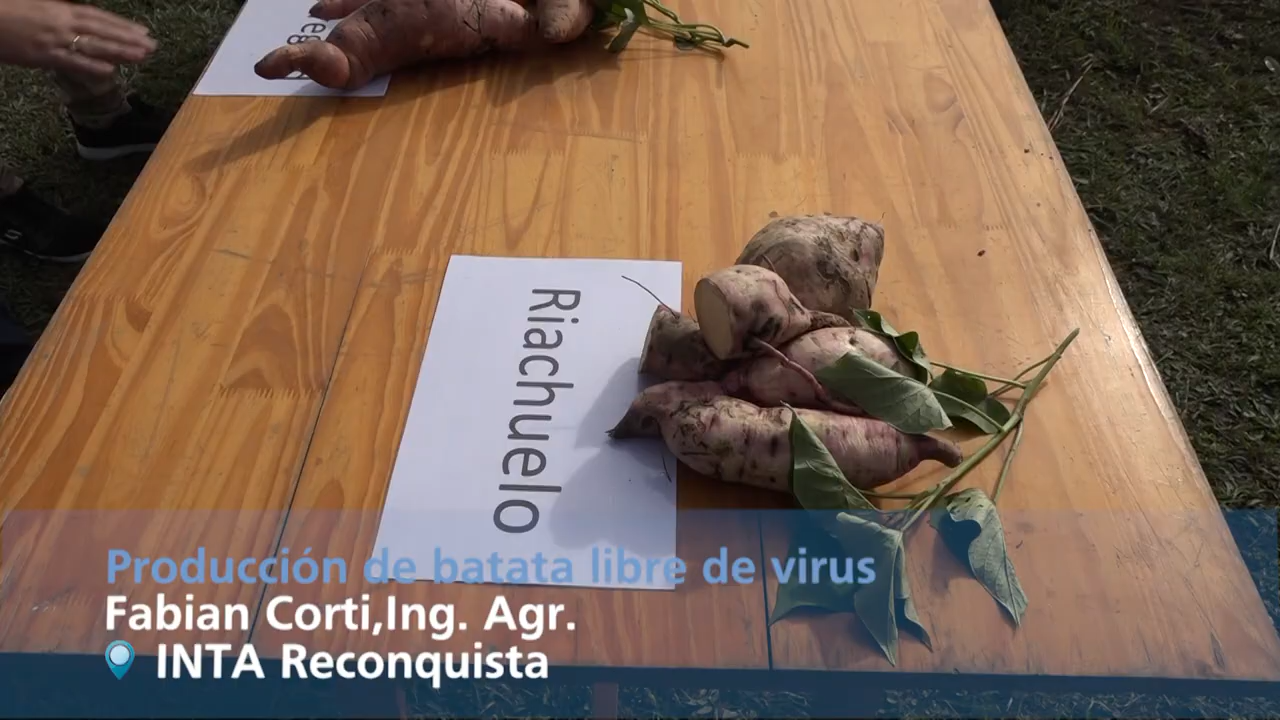 Riachuelo
Producción de batata libre de virus
Fabian Corti,Ing. Agr.
INTA Reconquista